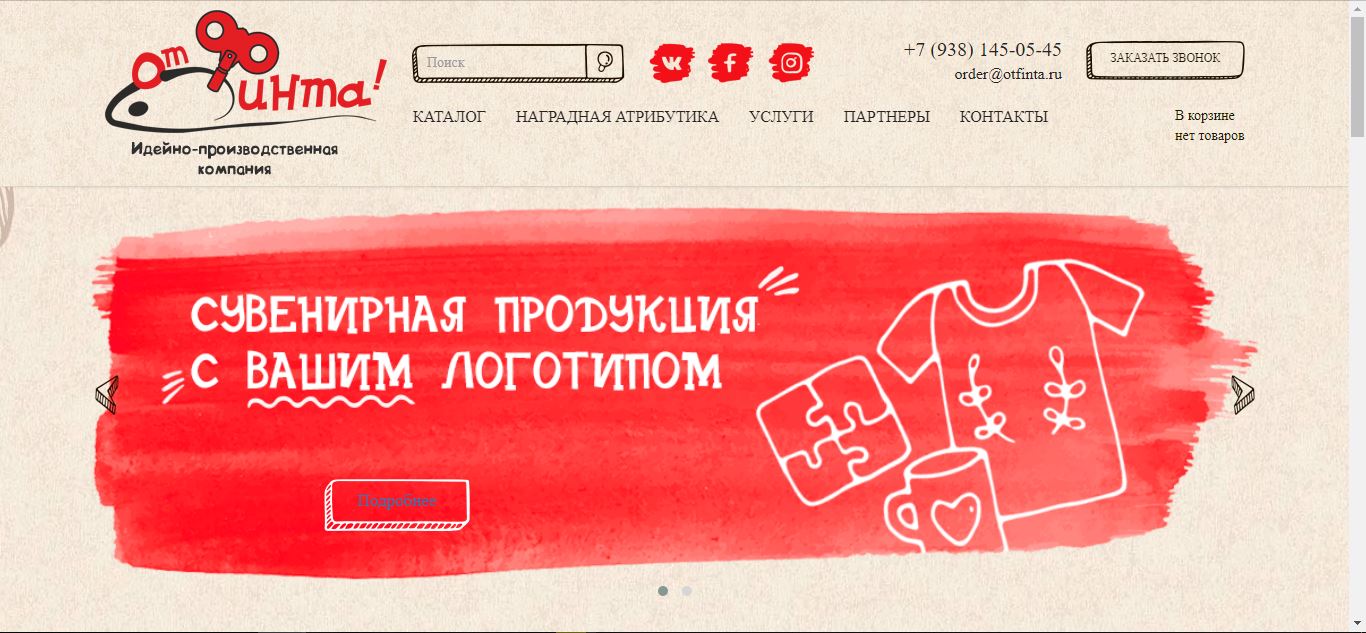 От Финта!
Идейно-производственная
компания
Поиск
+7 (938) 145-05-45
order@otfinta.ru
ЗАКАЗАТЬ ЗВОНОК
КАТАЛОГ НАГРАДНАЯ АТРИБУТИКА УСЛУГИ ПАРТНЕРЫ КОНТАКТЫ
В корзине
нет товаров
СУВЕНИРНАЯ ПРОДУКЦИЯ
С ВАШИМ ЛОГОТИПОМ
Подробнее